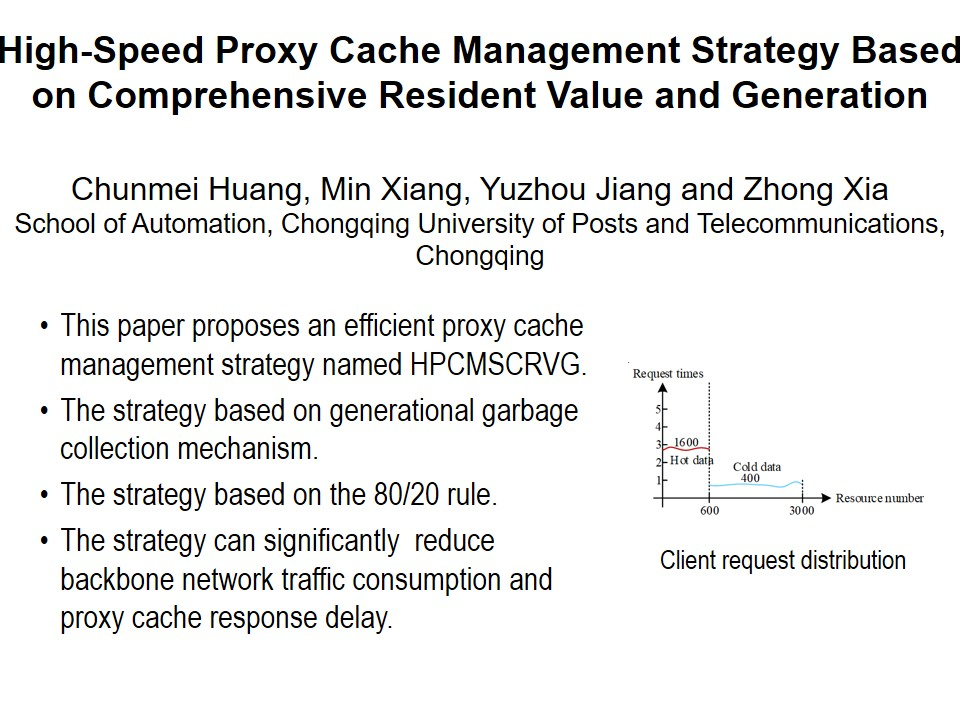 High-Speed Proxy Cache Management Strategy Based
on Comprehensive Resident Value and Generation
Chunmei Huang, Min Xiang, Yuzhou Jiang and Zhong Xia
School of Automation, Chongqing University of Posts and Telecommunications,
Chongqing
• This paper proposes an efficient proxy cache
management strategy named HPCMSCRVG.
• The strategy based on generational garbage
collection mechanism.
• The strategy based on the 80/20 rule.
• The strategy can significantly reduce
backbone network traffic consumption and
proxy cache response delay.
Request times
5
4
3
2
1
1600
Hot data
Cold data
400
600
3000
Resource number
Client request distribution